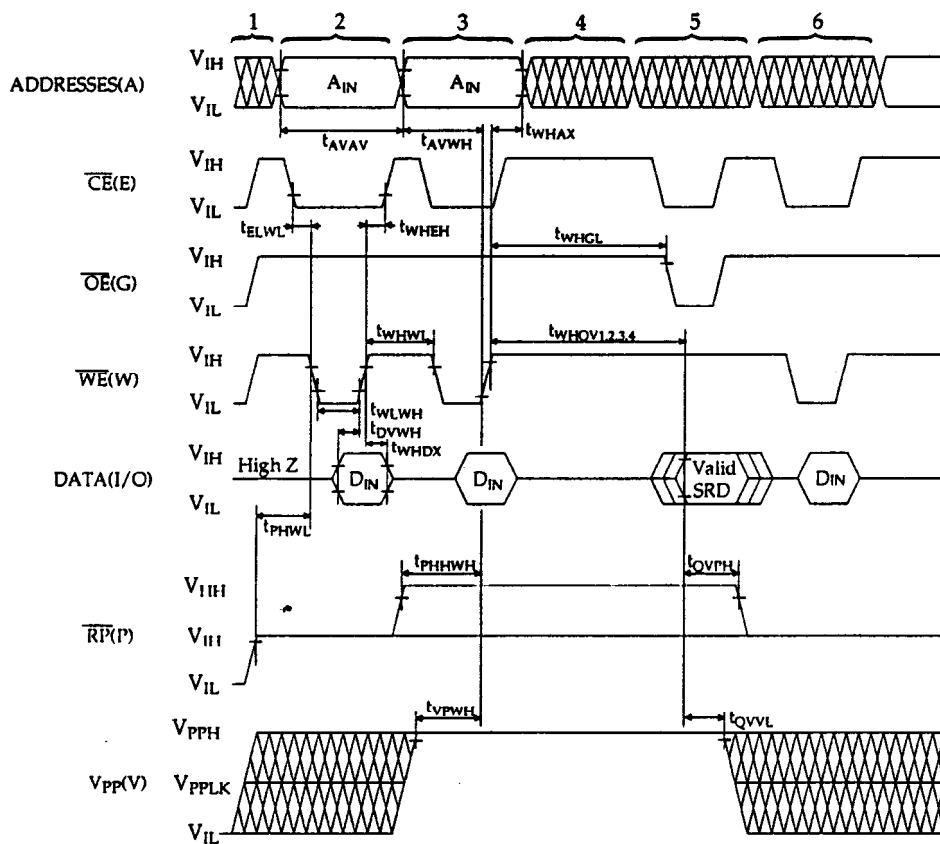 1 2 3 4 5 6
ADDRESSES(A) VIH AIN AIN
VIL
tAVAV tAVWH tWHAX
CE(E) VIH
VIL
tELWL tWHEH tWHGL
OE(G) VIH
VIL
tWHWL tWHQV1,2,3,4
WE(W) VIH
VIL
tWLWH
tDVWH
tWHDX
DATA(I/O) VIH High Z DIN DIN Valid SRD DIN
VIL
tPHWL
tPHHWH tQVPH
VHH
RP(P) VIH
VIL
tVPWH tQVVL
VPPH
VPP(V) VPPLK
VIL